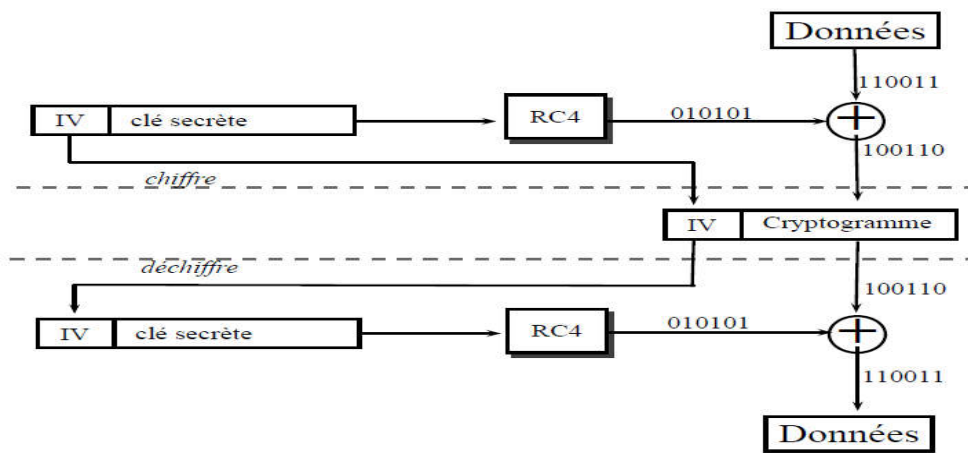 Données
110011
IV clé secrète
RC4
010101
100110
chiffre
IV Cryptogramme
déchiffre
100110
IV clé secrète
RC4
010101
110011
Données